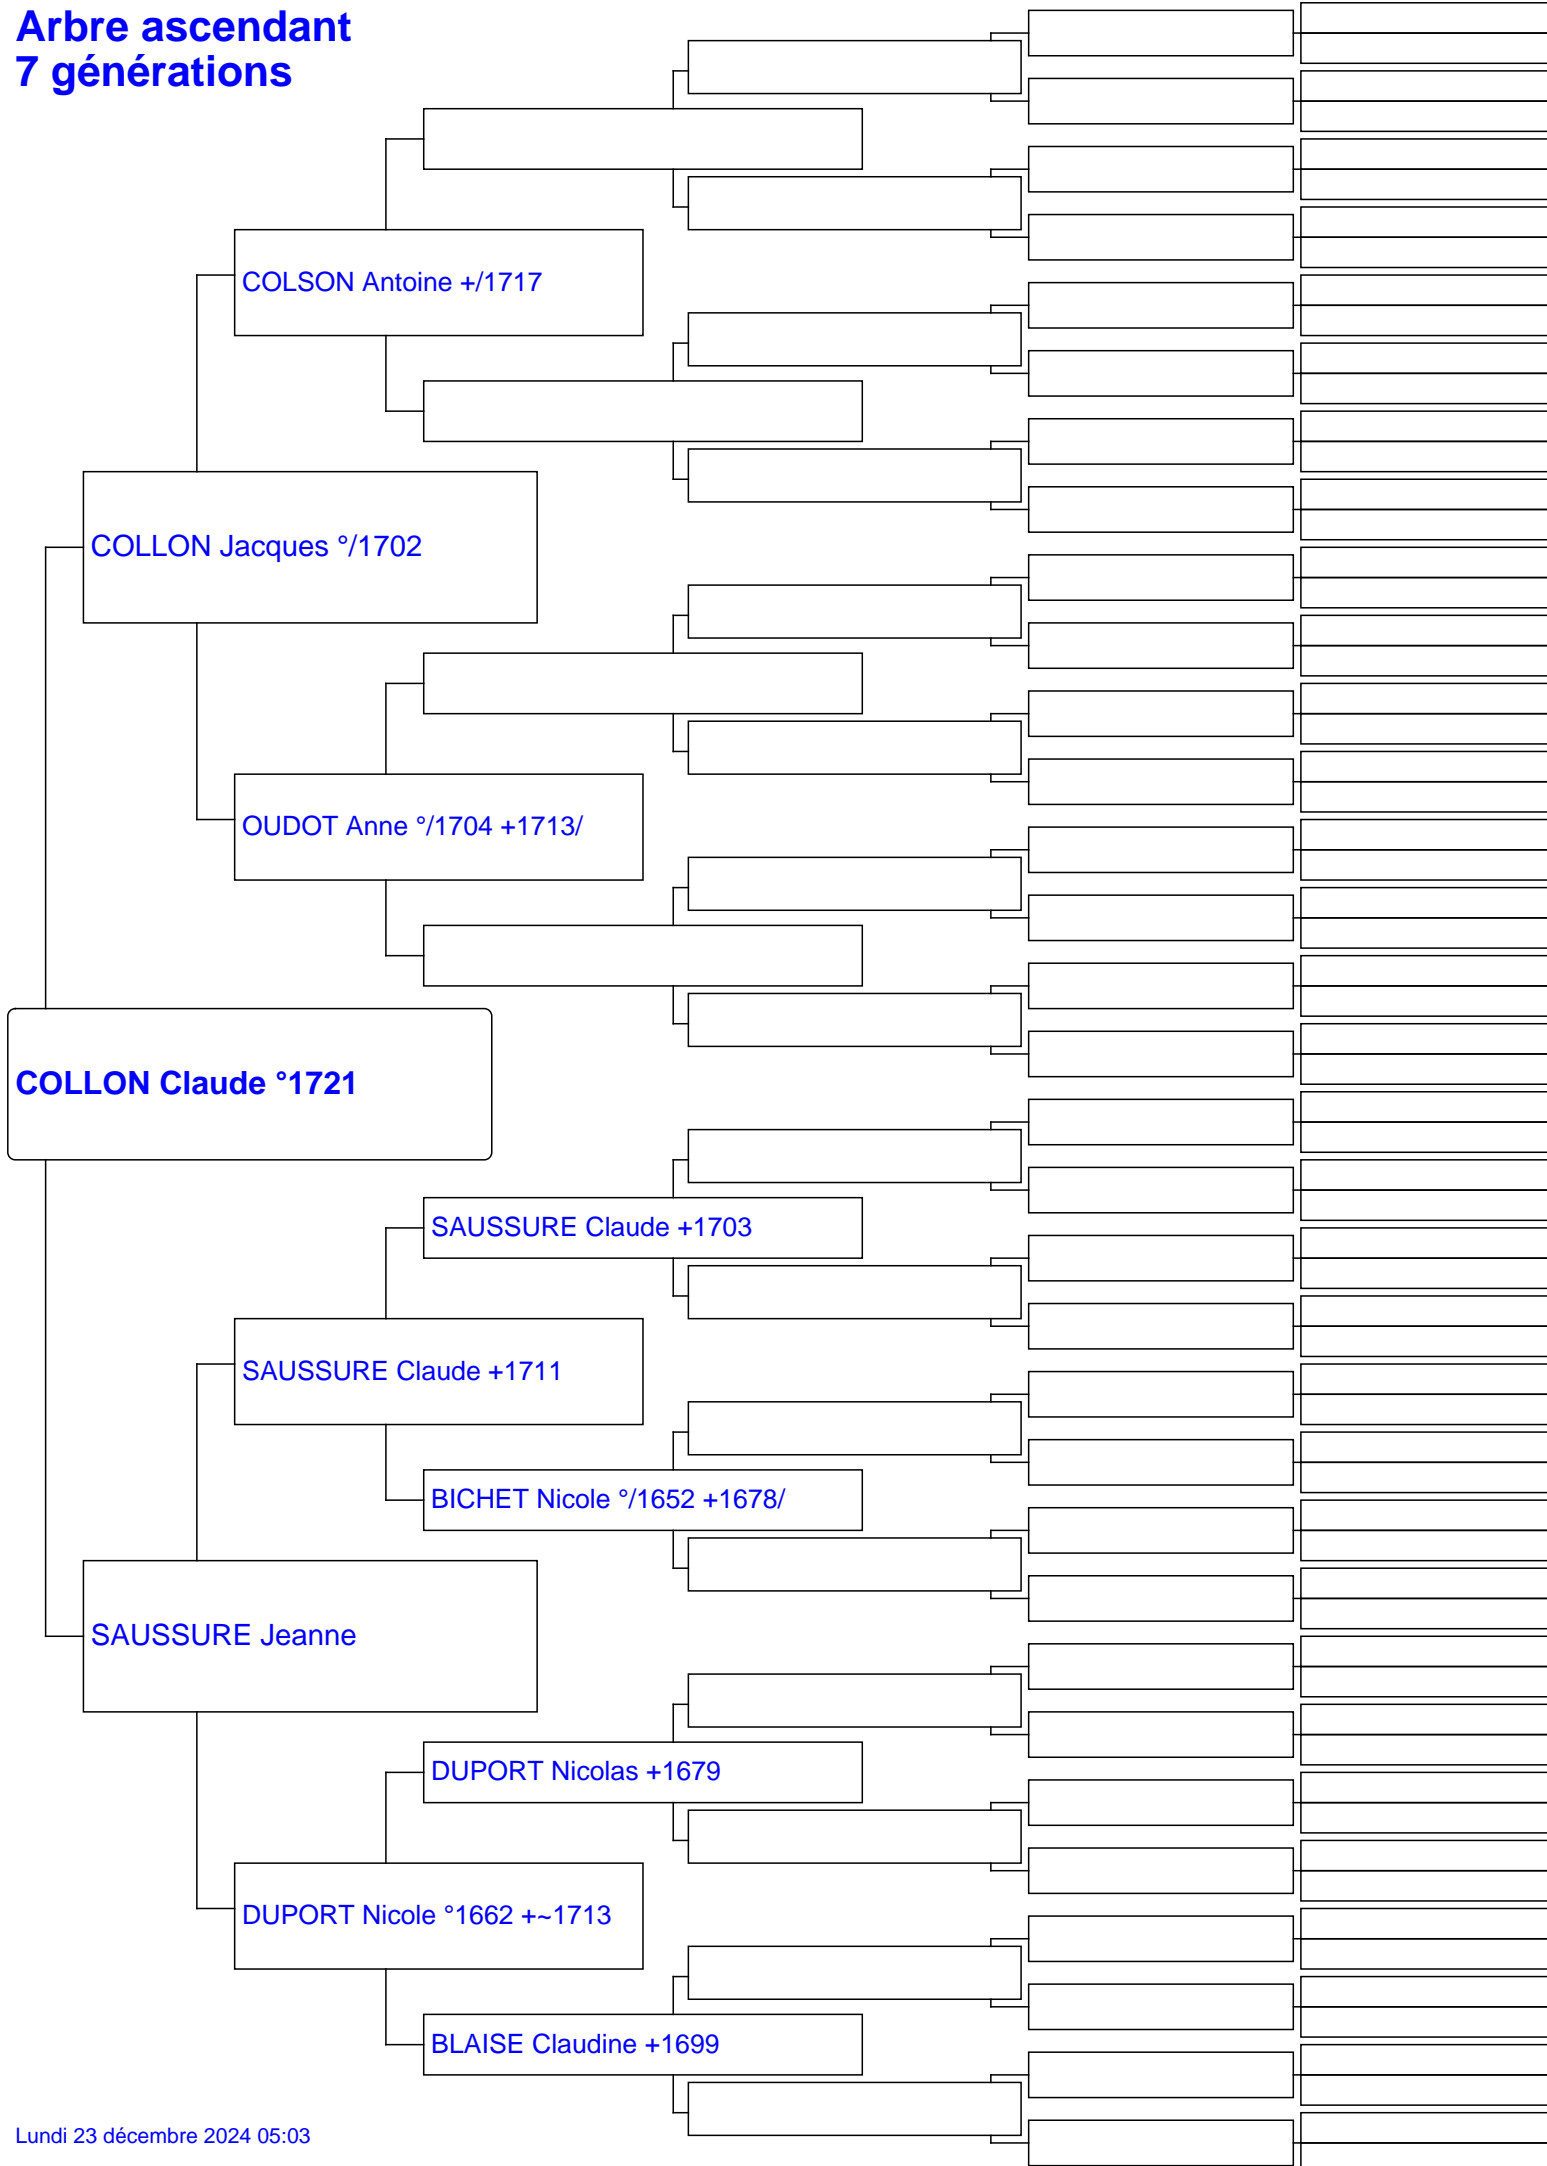 Arbre ascendant
7 générations
COLSON Antoine +/1717
COLLON Jacques °/1702
OUDOT Anne °/1704 +1713/
COLLON Claude °1721
SAUSSURE Claude +1703
SAUSSURE Claude +1711
BICHET Nicole °/1652 +1678/
SAUSSURE Jeanne
DUPORT Nicolas +1679
DUPORT Nicole °1662 +~1713
BLAISE Claudine +1699
Lundi 23 décembre 2024 05:03